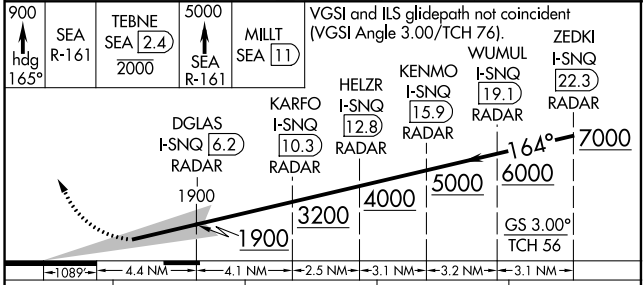 900
hdg
165°
SEA
R-161
TEBNE
SEA 2.4
2000
5000
SEA
R-161
MILLT
SEA 11
VGSI and ILS glidepath not coincident
(VGSI Angle 3.00/TCH 76).
ZEDKI
I-SNQ
22.3
RADAR
WUMUL
I-SNQ
19.1
RADAR
KENMO
I-SNQ
15.9
RADAR
HELZR
I-SNQ
12.8
RADAR
KARFO
I-SNQ
10.3
RADAR
DGLAS
I-SNQ 6.2
RADAR
1900
164°
7000
6000
5000
4000
3200
1900
GS 3.00°
TCH 56
1089'
4.4 NM
4.1 NM
2.5 NM
3.1 NM
3.2 NM
3.1 NM